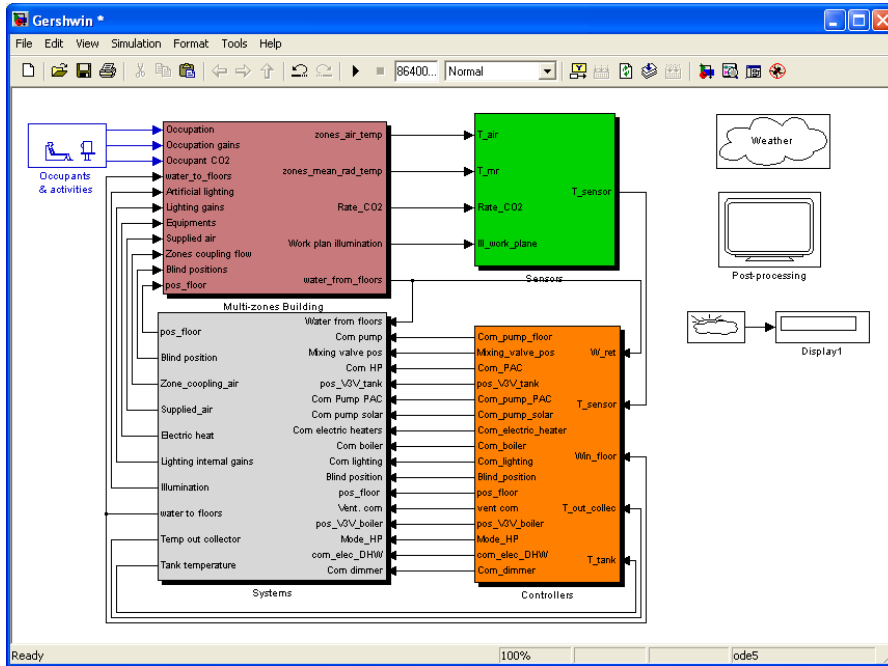 Gershwin *
File Edit View Simulation Format Tools Help
86400... Normal
Occupants
& activities
Occupation
Occupation gains
Occupant CO2
water_to_floors
Artificial lighting
Lighting gains
Equipments
Supplied air
Zones coupling flow
Blind positions
pos_floor
zones_air_temp
zones_mean_rad_temp
Rate_CO2
Work plan illumination
water_from_floors
Multi-zones Building
T_air
T_mr
Rate_CO2
Ill_work_plane
T_sensor
Sensors
Weather
Post-processing
Display1
pos_floor
Blind position
Zone_coopling_air
Supplied_air
Electric heat
Lighting internal gains
Illumination
water to floors
Temp out collector
Tank temperature
Water from floors
Com pump
Mixing valve pos
Com HP
pos_V3V_tank
Com Pump PAC
Com pump solar
Com electric heaters
Com boiler
Com lighting
Blind position
pos_floor
Vent. com
pos_V3V_boiler
Mode_HP
com_elec_DHW
Com dimmer
Systems
Com_pump_floor
Mixing_valve_pos
Com_PAC
pos_V3V_tank
Com_pump_PAC
Com_pump_solar
Com_electric_heater
Com_boiler
Com_lighting
Blind_position
pos_floor
vent com
pos_V3V_boiler
Mode_HP
com_elec_DHW
Com_dimmer
W_ret
T_sensor
Win_floor
T_out_collec
T_tank
Controllers
Ready 100% ode5